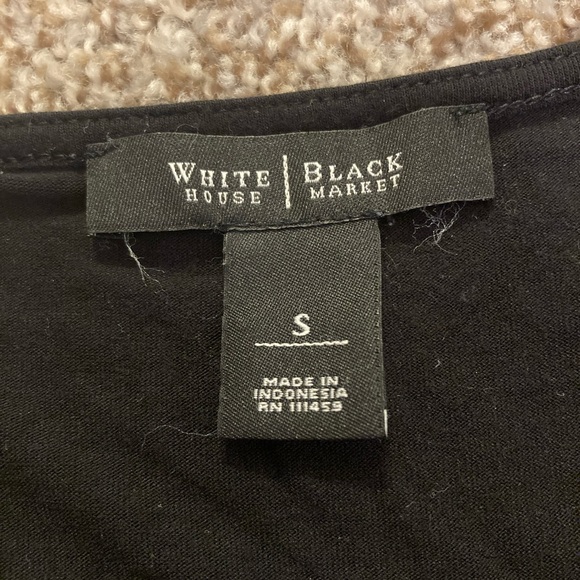 WHITE | BLACK
HOUSE | MARKET
S
MADE IN
INDONESIA
RN 111459